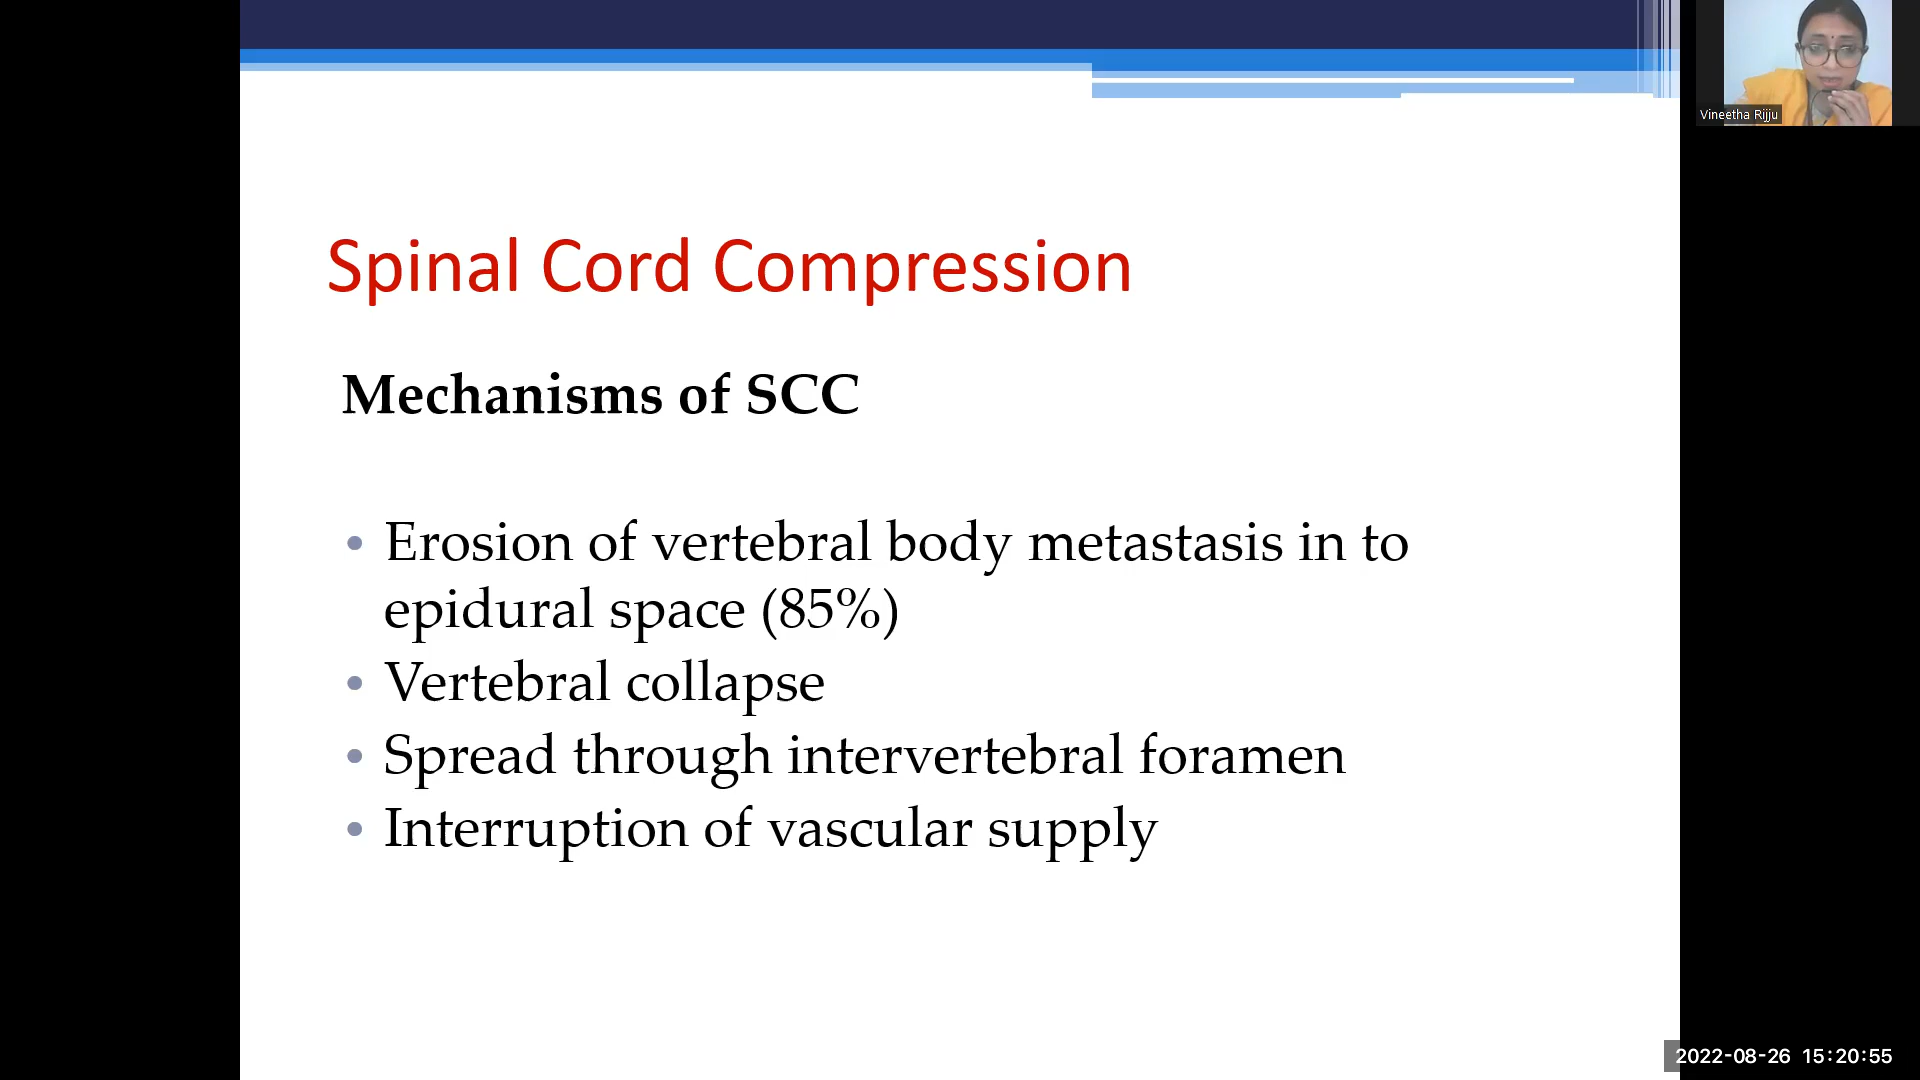 Vineetha Rijju
Spinal Cord Compression
Mechanisms of SCC
• Erosion of vertebral body metastasis in to
epidural space (85%)
• Vertebral collapse
• Spread through intervertebral foramen
• Interruption of vascular supply
2022-08-26 15:20:55